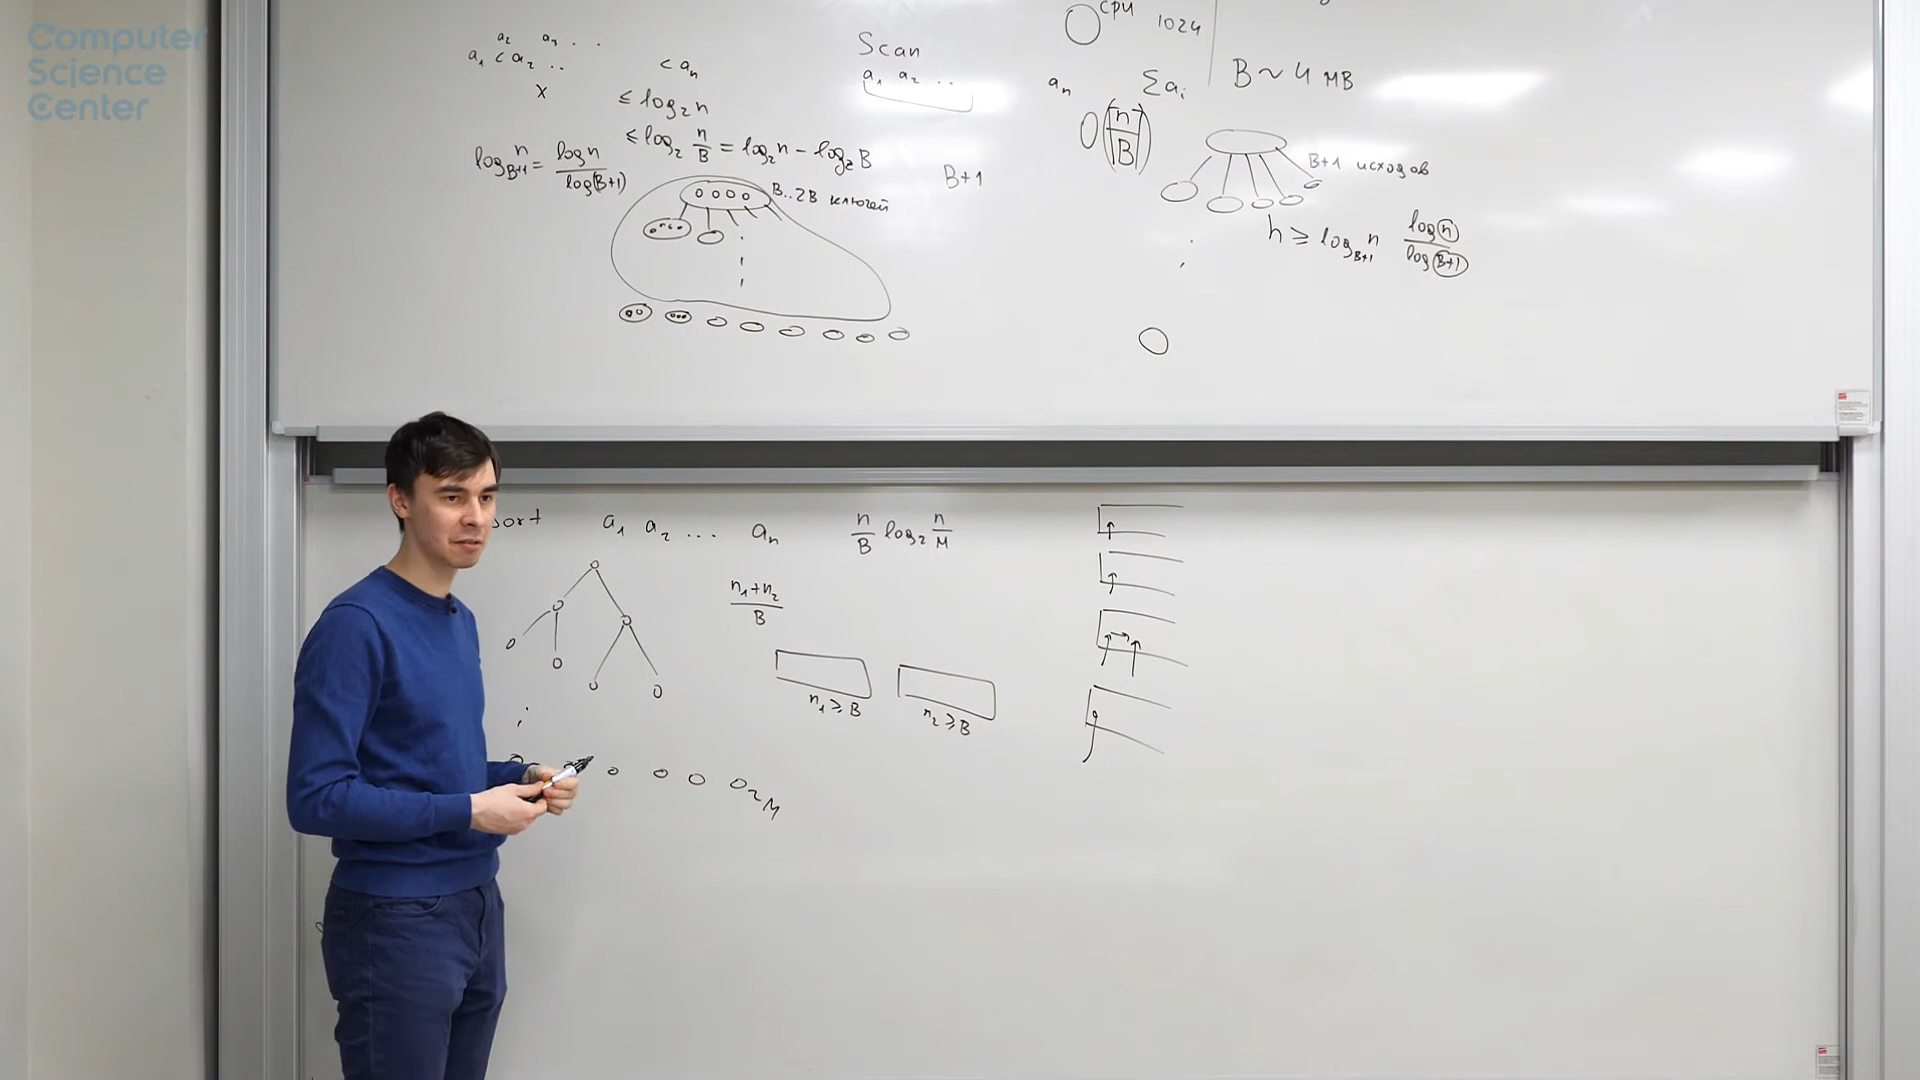 Computer
Science
Center
a₂ a₃ . . .
a₁ < a₂ .. < aₙ
x
≤ log₂ n
≤ log₂ n/B = log₂ n - log₂ B
log_{B+1} n = log n / log(B+1)
B+1
B..2B ключей
Scan
a₁ a₂ . . aₙ
Σ aᵢ
O(n/B)
CPU
1024
B ~ 4 MB
B+1 исходов
h ≥ log_{B+1} n log n / log B+1
sort a₁ a₂ ... aₙ n/B log₂ n/M
n₁+n₂ / B
n₁ ≥ B
n₂ ≥ B
M